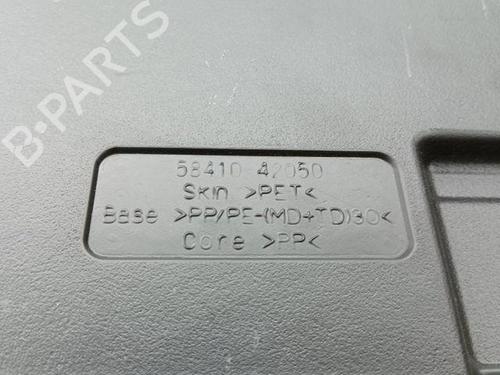 B-PARTS
58410 42050
Skin >PET<
Base >PP/PE-(MD+TD)30<
Core >PP<